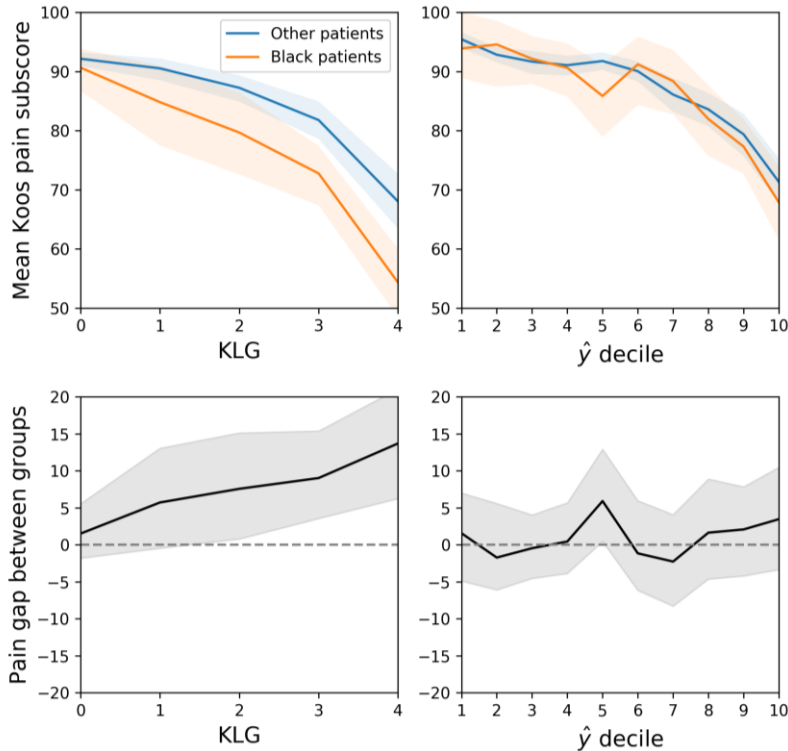 Mean Koos pain subscore
100
90
80
70
60
50
Other patients
Black patients
0 1 2 3 4
KLG
100
90
80
70
60
50
1 2 3 4 5 6 7 8 9 10
ŷ decile
Pain gap between groups
20
15
10
5
0
−5
−10
−15
−20
0 1 2 3 4
KLG
20
15
10
5
0
−5
−10
−15
−20
1 2 3 4 5 6 7 8 9 10
ŷ decile